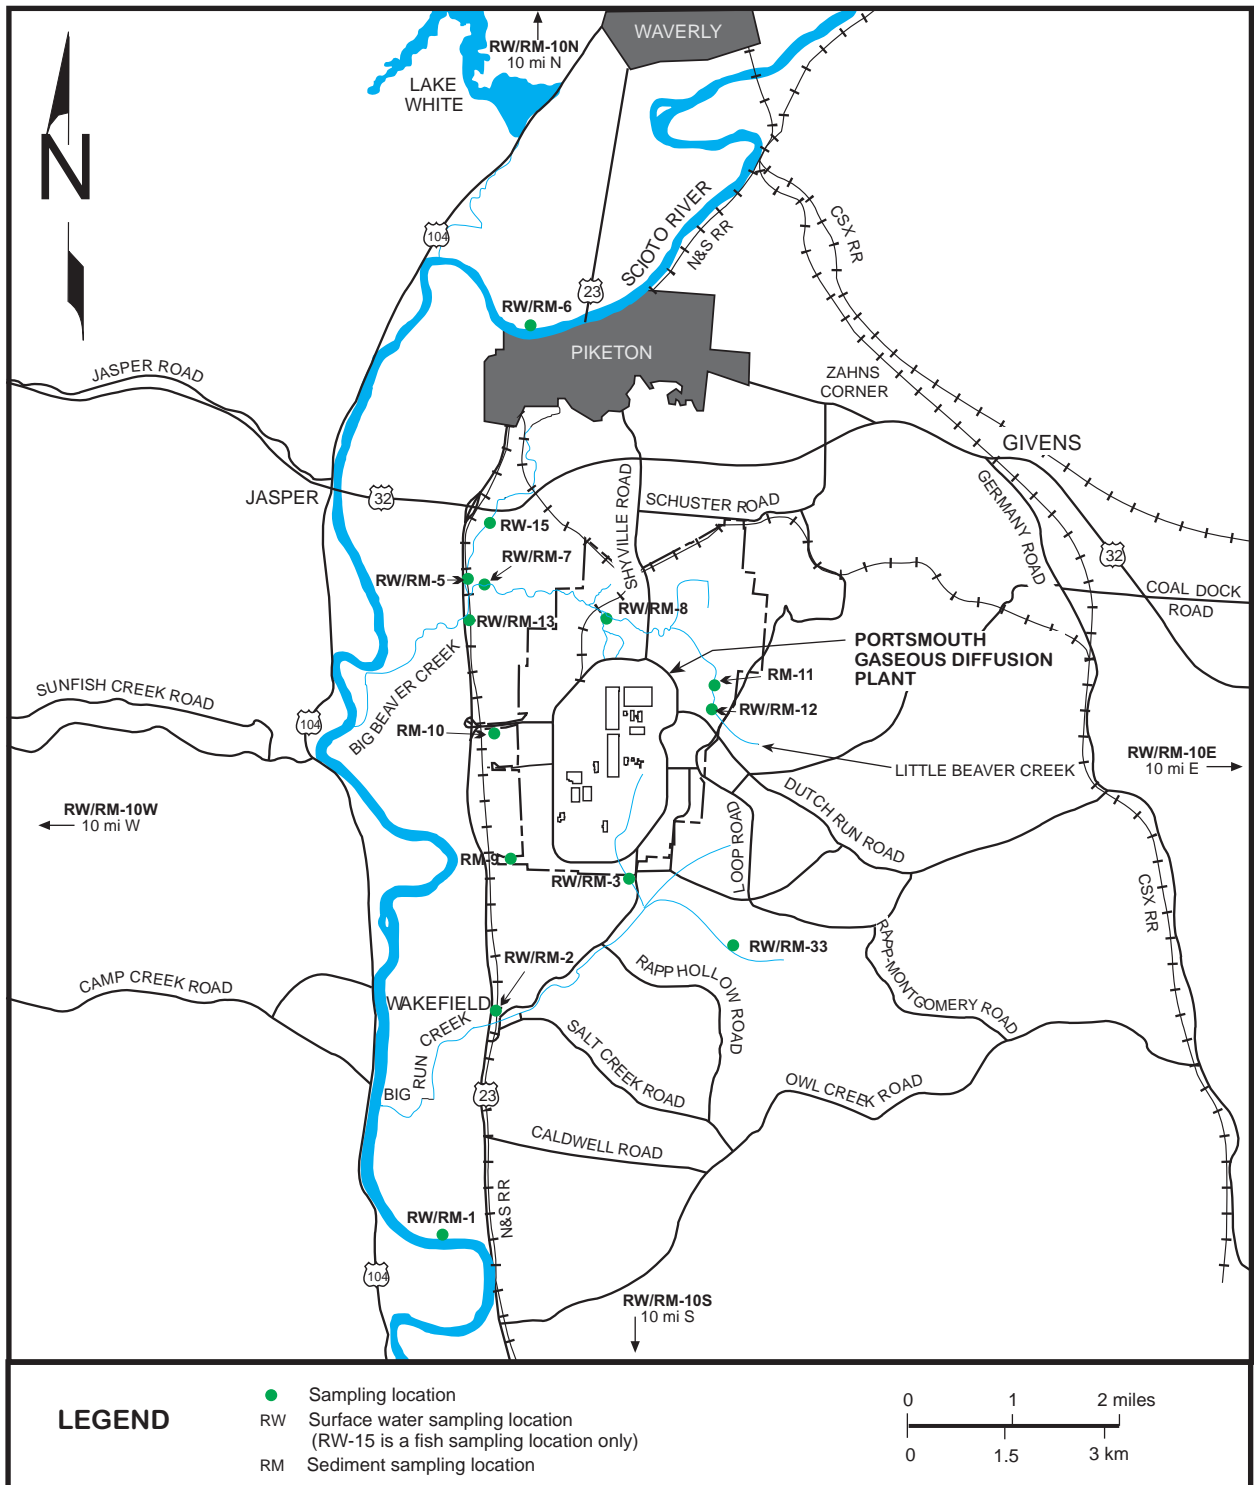 WAVERLY
RW/RM-10N
10 mi N
LAKE
WHITE
N
104
SCIOTO RIVER
N&S RR
CSX RR
23
RW/RM-6
PIKETON
JASPER ROAD
ZAHNS
CORNER
GIVENS
JASPER
32
SHYVILLE ROAD
SCHUSTER ROAD
GERMANY ROAD
RW-15
RW/RM-7
RW/RM-5
32
COAL DOCK
ROAD
RW/RM-8
RW/RM-13
PORTSMOUTH
GASEOUS DIFFUSION
PLANT
BIG BEAVER CREEK
RM-11
SUNFISH CREEK ROAD
104
RM-10
RW/RM-12
RW/RM-10E
10 mi E
LITTLE BEAVER CREEK
RW/RM-10W
10 mi W
DUTCH RUN ROAD
LOOP ROAD
RM-9
RW/RM-3
CSX RR
RW/RM-33
RW/RM-2
RAPP HOLLOW ROAD
RAPP-MONTGOMERY ROAD
CAMP CREEK ROAD
WAKEFIELD
BIG RUN CREEK
SALT CREEK ROAD
OWL CREEK ROAD
23
CALDWELL ROAD
N&S RR
RW/RM-1
104
RW/RM-10S
10 mi S
LEGEND
Sampling location
RW Surface water sampling location
(RW-15 is a fish sampling location only)
RM Sediment sampling location
0 1 2 miles
0 1.5 3 km